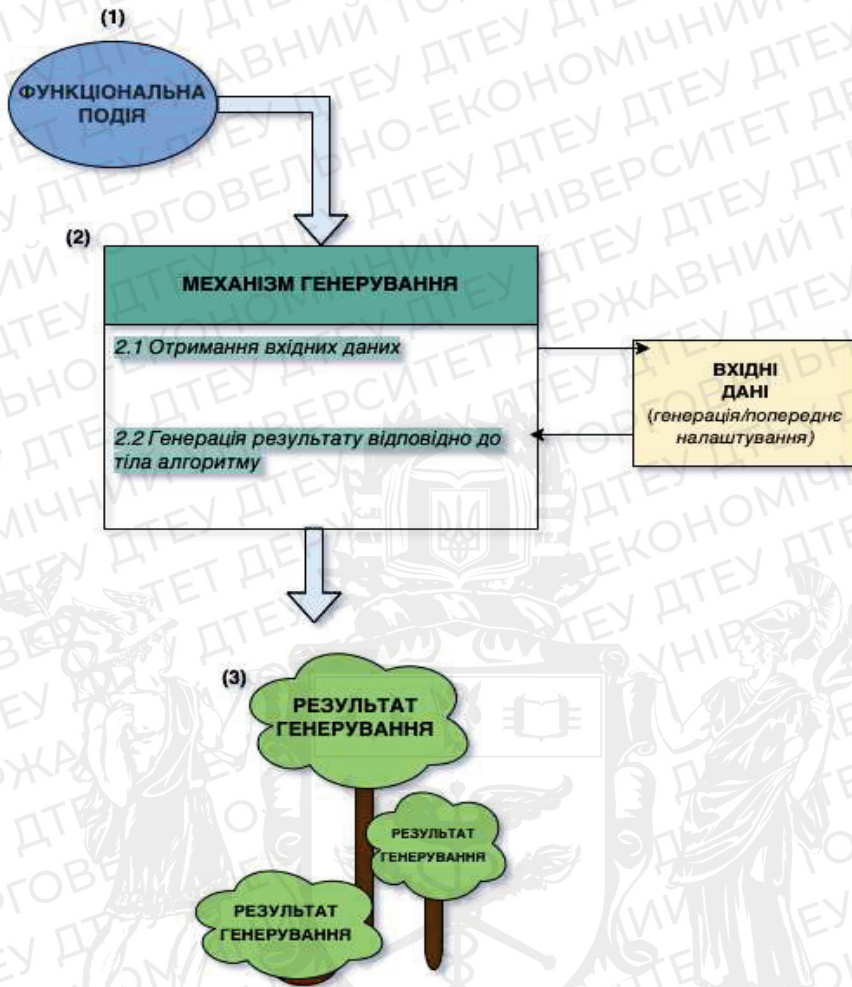 (1)
ФУНКЦІОНАЛЬНА
ПОДІЯ
(2)
МЕХАНІЗМ ГЕНЕРУВАННЯ
2.1 Отримання вхідних даних
ВХІДНІ
ДАНІ
(генерація/попереднє
налаштування)
2.2 Генерація результату відповідно до
тіла алгоритму
(3)
РЕЗУЛЬТАТ
ГЕНЕРУВАННЯ
РЕЗУЛЬТАТ
ГЕНЕРУВАННЯ
РЕЗУЛЬТАТ
ГЕНЕРУВАННЯ